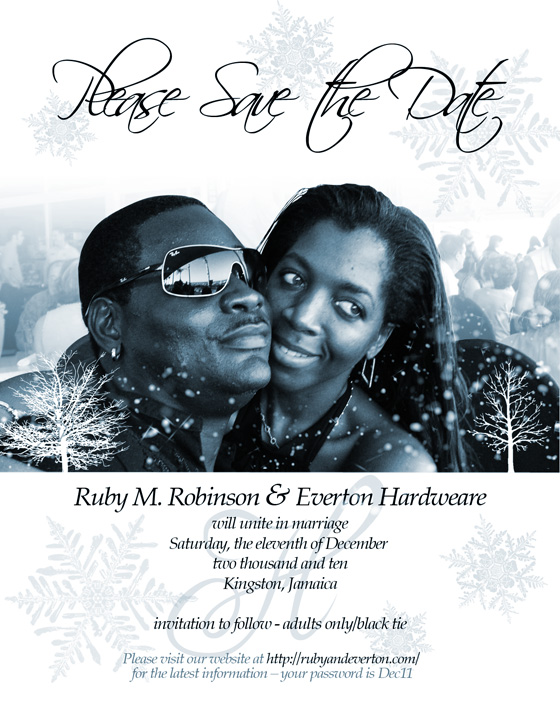 Please Save the Date
Ruby M. Robinson & Everton Hardweare
will unite in marriage
Saturday, the eleventh of December
two thousand and ten
Kingston, Jamaica
H
invitation to follow - adults only/black tie
Please visit our website at http://rubyandeverton.com/
for the latest information – your password is Dec11